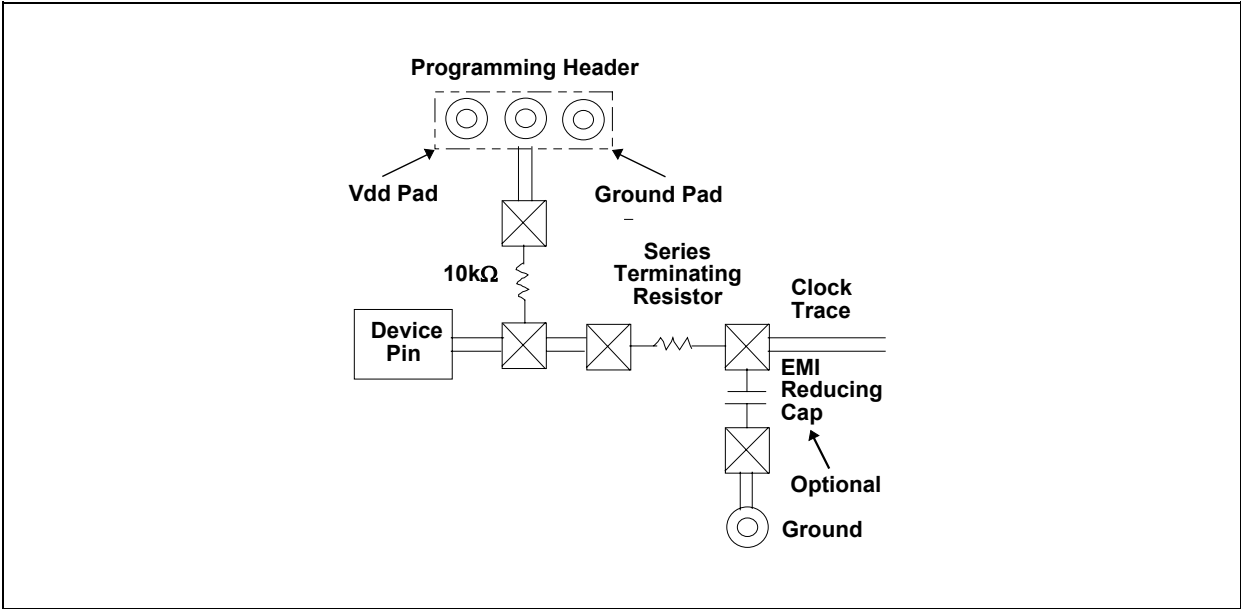 Programming Header
Vdd Pad
Ground Pad
10kΩ
Series
Terminating
Resistor
Clock
Trace
Device
Pin
EMI
Reducing
Cap
Optional
Ground